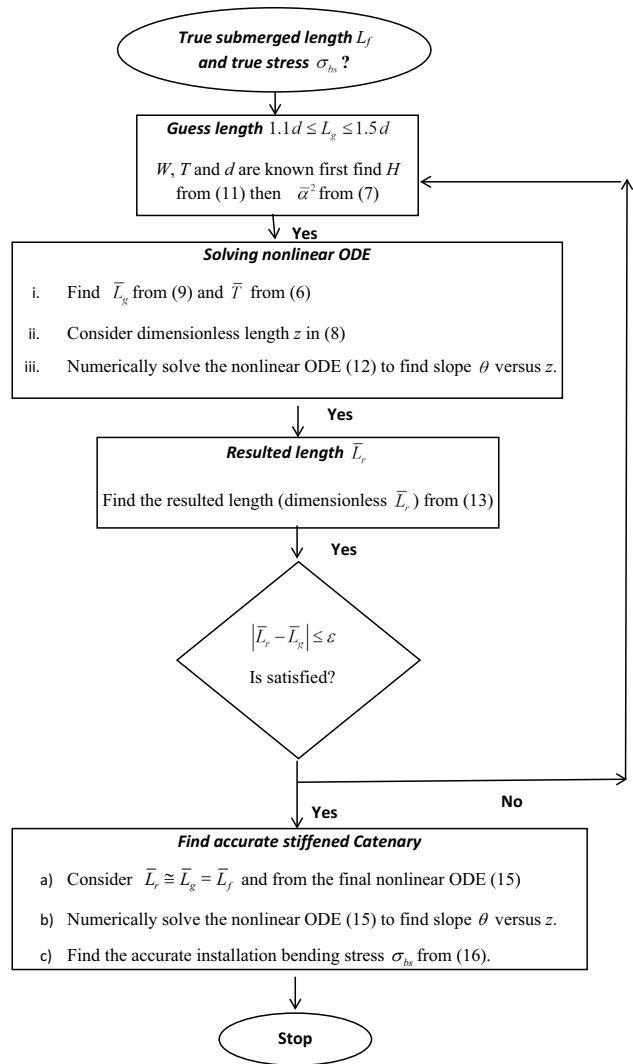 True submerged length L_f
and true stress σ_bs ?
Guess length 1.1d ≤ L_g ≤ 1.5d
W, T and d are known first find H
from (11) then ᾱ² from (7)
Yes
Solving nonlinear ODE
i. Find L̄_g from (9) and T̄ from (6)
ii. Consider dimensionless length z in (8)
iii. Numerically solve the nonlinear ODE (12) to find slope θ versus z.
Yes
Resulted length L̄_r
Find the resulted length (dimensionless L̄_r ) from (13)
Yes
|L̄_r − L̄_g| ≤ ε
Is satisfied?
No
Yes
Find accurate stiffened Catenary
a) Consider L̄_r ≅ L̄_g = L̄_f and from the final nonlinear ODE (15)
b) Numerically solve the nonlinear ODE (15) to find slope θ versus z.
c) Find the accurate installation bending stress σ_bs from (16).
Stop